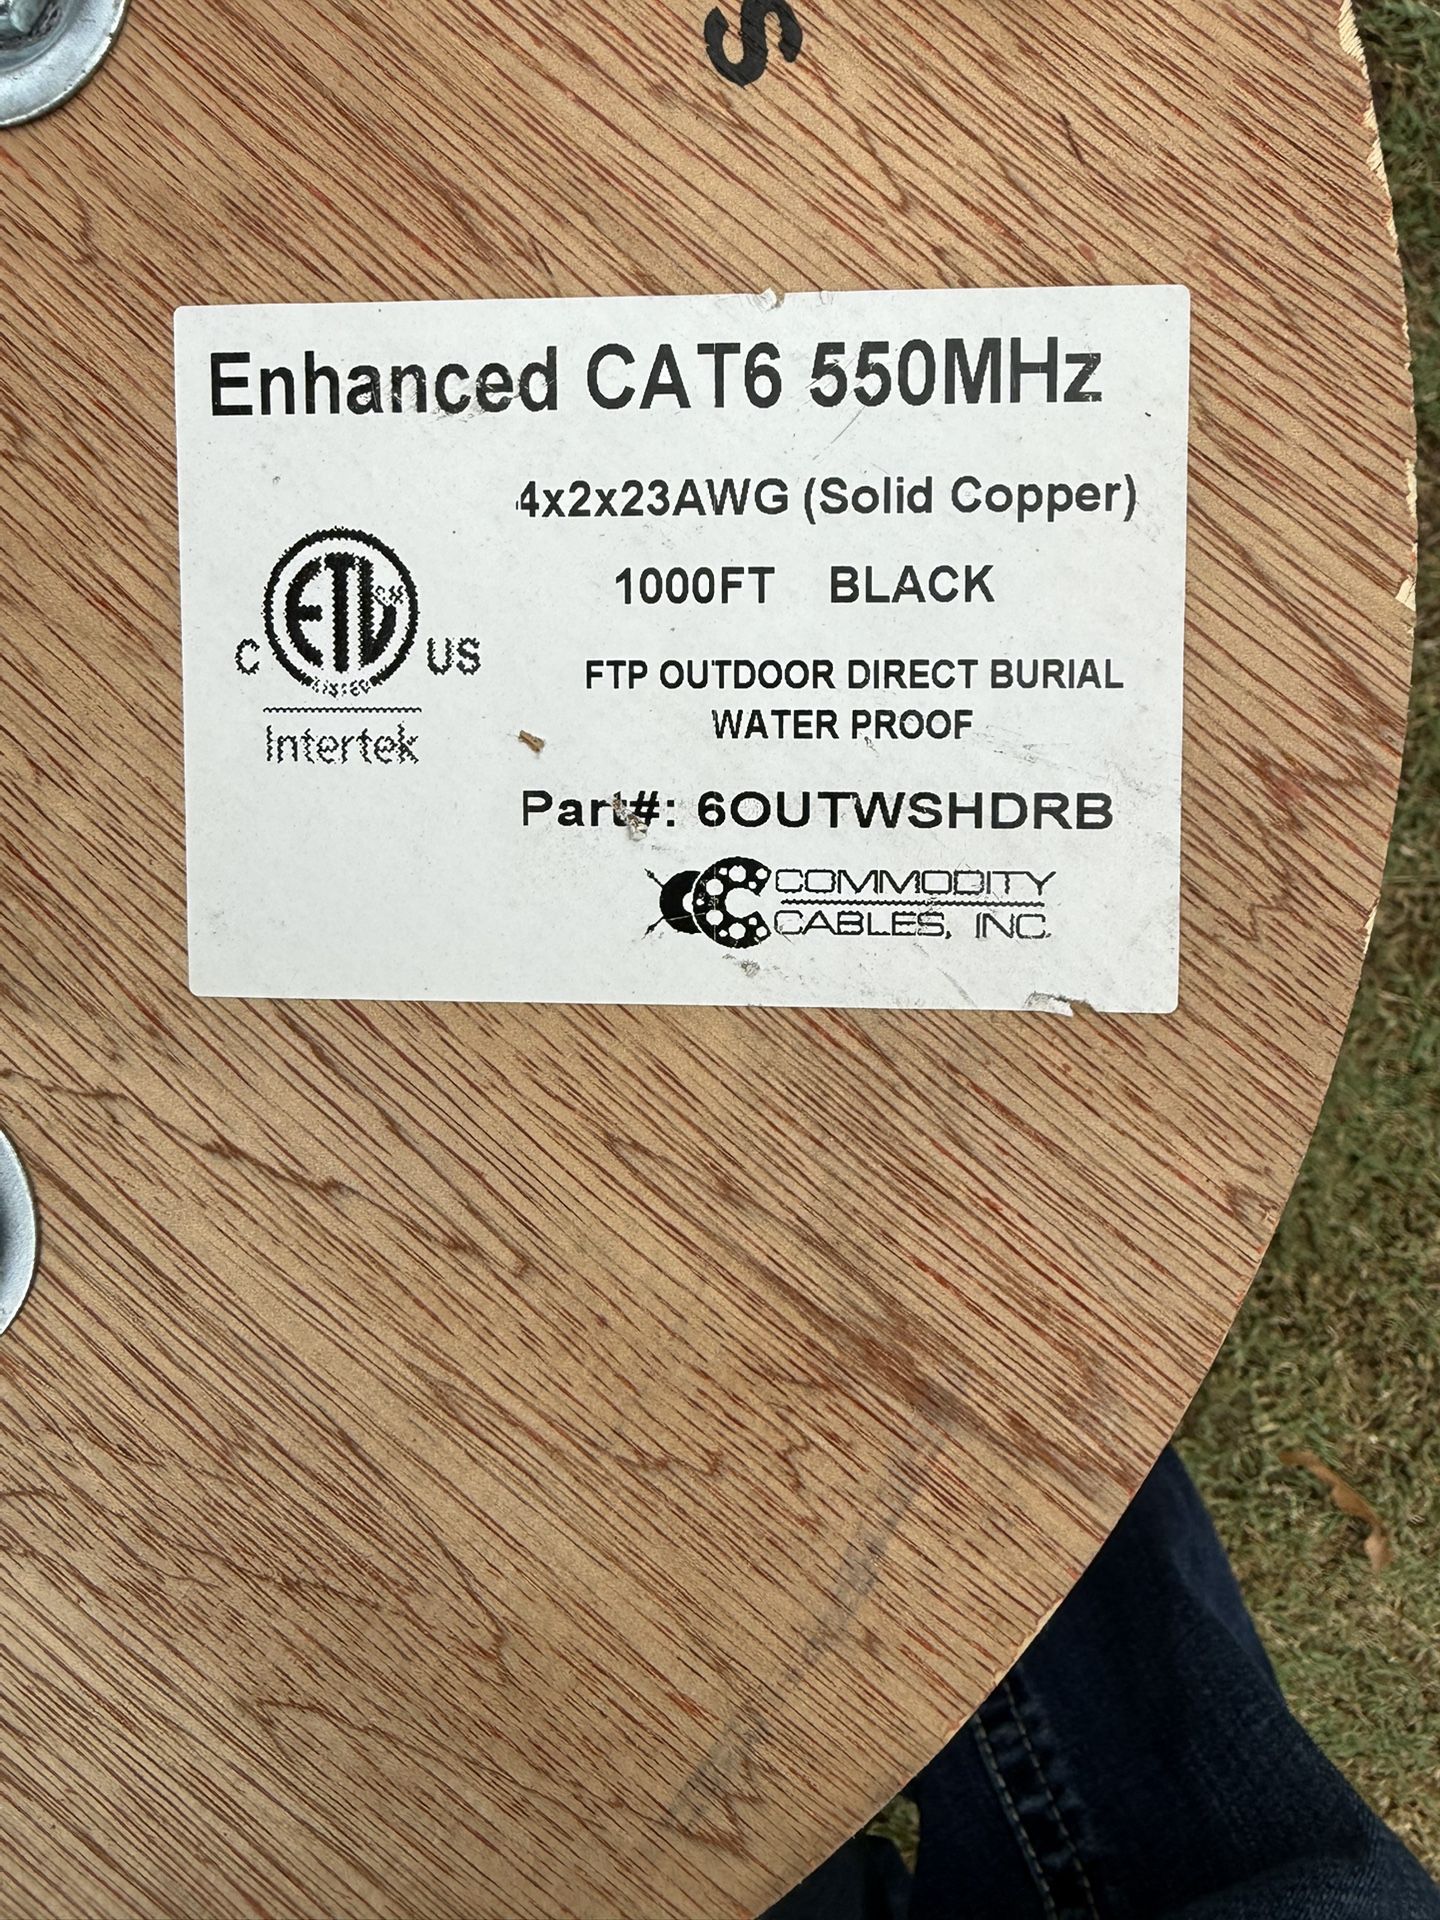 S
Enhanced CAT6 550MHz
4x2x23AWG (Solid Copper)
1000FT BLACK
ETL
C US
Intertek
FTP OUTDOOR DIRECT BURIAL
WATER PROOF
Part#: 6OUTWSHDRB
COMMODITY
CABLES, INC.